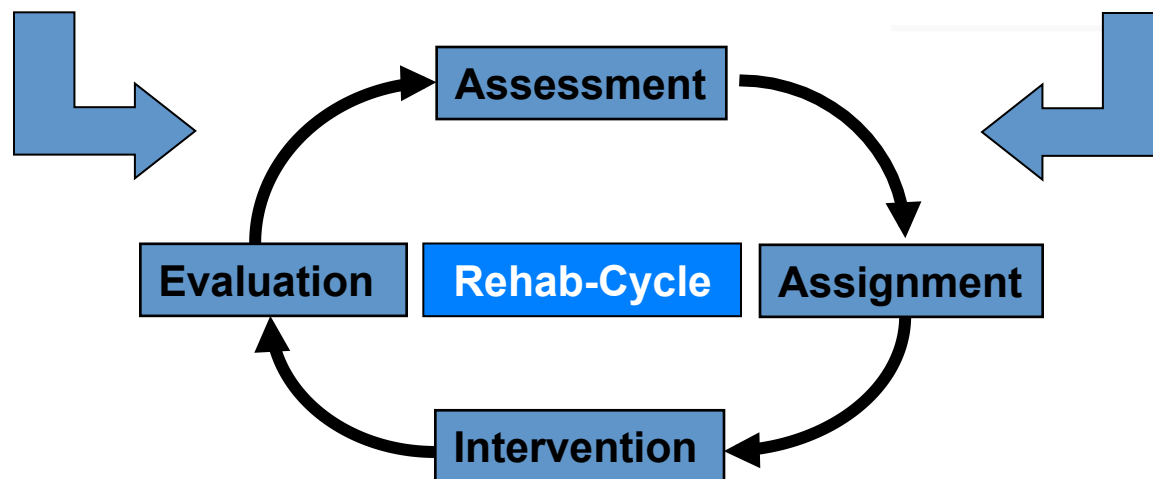 Assessment
Evaluation
Rehab-Cycle
Assignment
Intervention